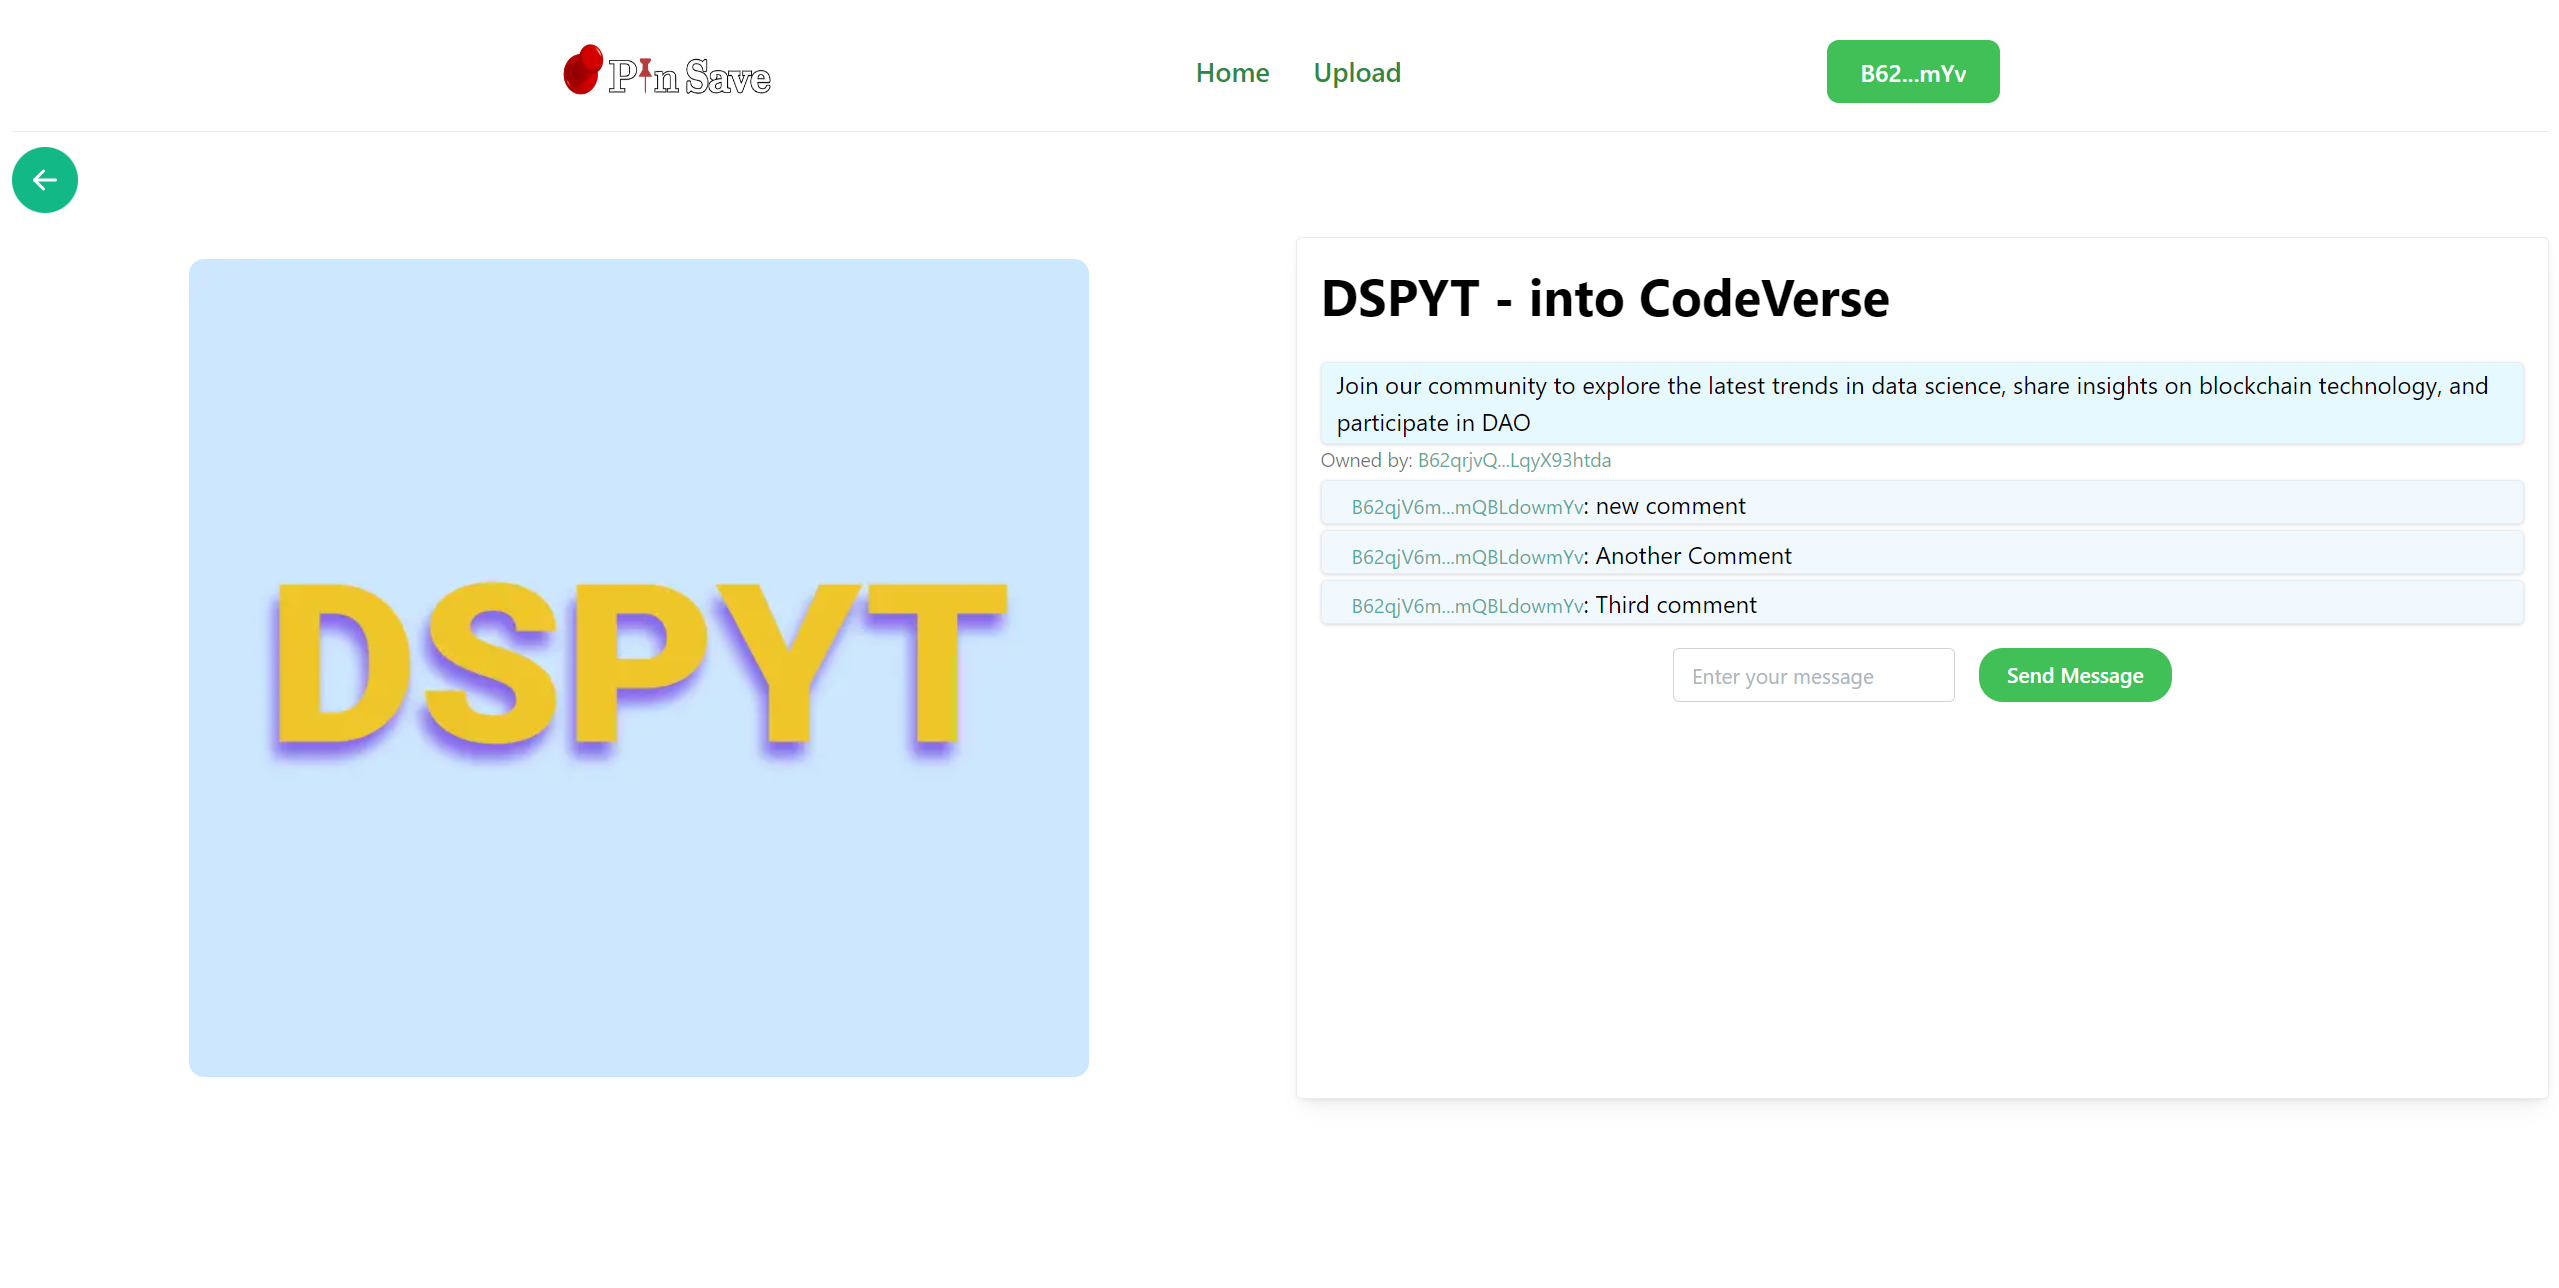 Pin Save
Home
Upload
B62...mYv
DSPYT
DSPYT - into CodeVerse
Join our community to explore the latest trends in data science, share insights on blockchain technology, and
participate in DAO
Owned by: B62qrjvQ...LqyX93htda
B62qjV6m...mQBLdowmYv: new comment
B62qjV6m...mQBLdowmYv: Another Comment
B62qjV6m...mQBLdowmYv: Third comment
Enter your message
Send Message